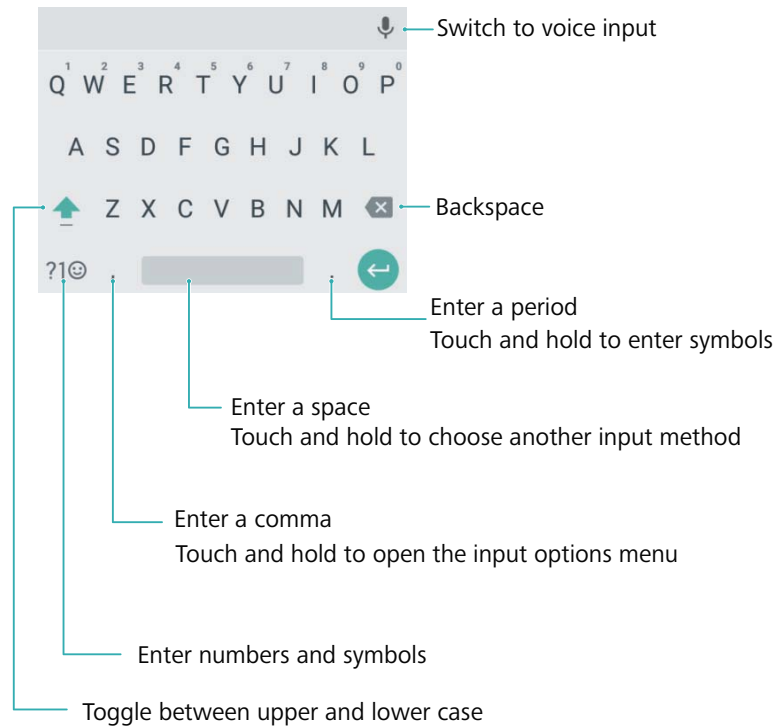 Switch to voice input
1 2 3 4 5 6 7 8 9 0
Q W E R T Y U I O P
A S D F G H J K L
Z X C V B N M
Backspace
?1☺ , .
Enter a period
Touch and hold to enter symbols
Enter a space
Touch and hold to choose another input method
Enter a comma
Touch and hold to open the input options menu
Enter numbers and symbols
Toggle between upper and lower case